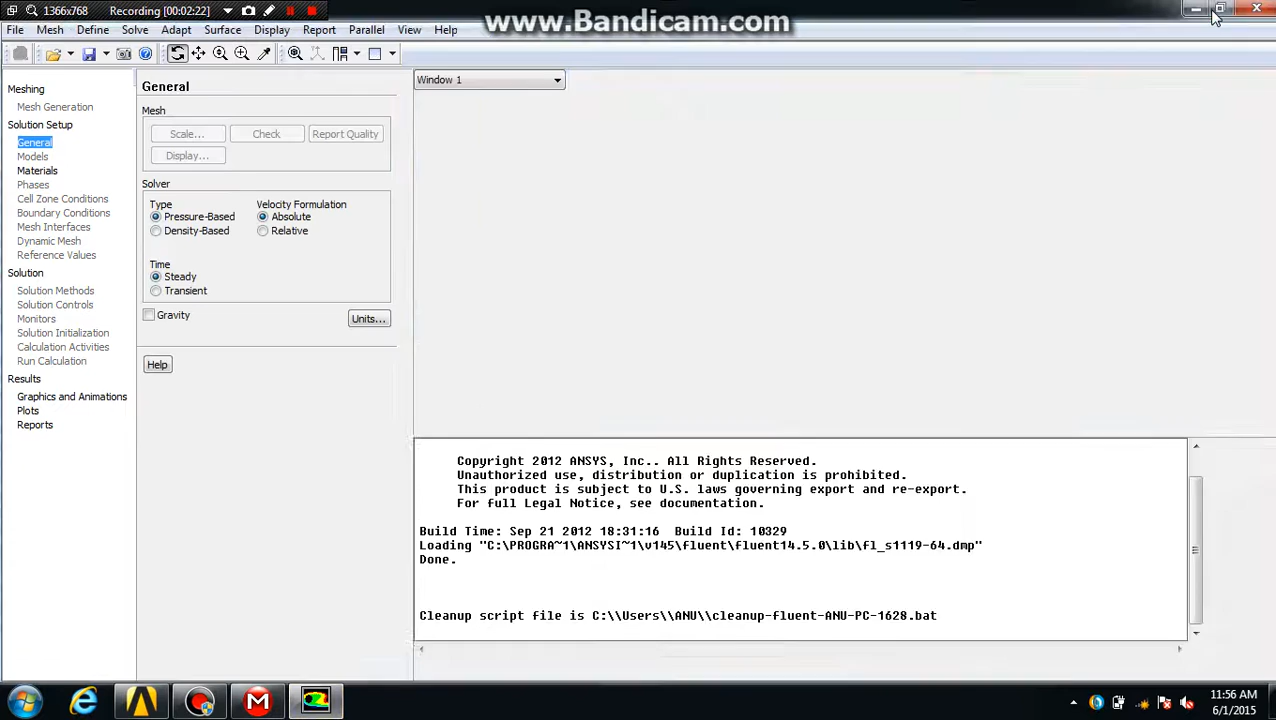 1366x768 Recording [00:02:22]
www.Bandicam.com
File Mesh Define Solve Adapt Surface Display Report Parallel View Help
Meshing
Mesh Generation
Solution Setup
General
Models
Materials
Phases
Cell Zone Conditions
Boundary Conditions
Mesh Interfaces
Dynamic Mesh
Reference Values
Solution
Solution Methods
Solution Controls
Monitors
Solution Initialization
Calculation Activities
Run Calculation
Results
Graphics and Animations
Plots
Reports
General
Mesh
Scale... Check Report Quality
Display...
Solver
Type Velocity Formulation
Pressure-Based Absolute
Density-Based Relative
Time
Steady
Transient
Gravity Units...
Help
Window 1
Copyright 2012 ANSYS, Inc.. All Rights Reserved.
Unauthorized use, distribution or duplication is prohibited.
This product is subject to U.S. laws governing export and re-export.
For full Legal Notice, see documentation.
Build Time: Sep 21 2012 18:31:16 Build Id: 10329
Loading "C:\PROGRA~1\ANSYSI~1\v145\fluent\fluent14.5.0\lib\fl_s1119-64.dmp"
Done.
Cleanup script file is C:\\Users\\ANU\\cleanup-fluent-ANU-PC-1628.bat
11:56 AM
6/1/2015